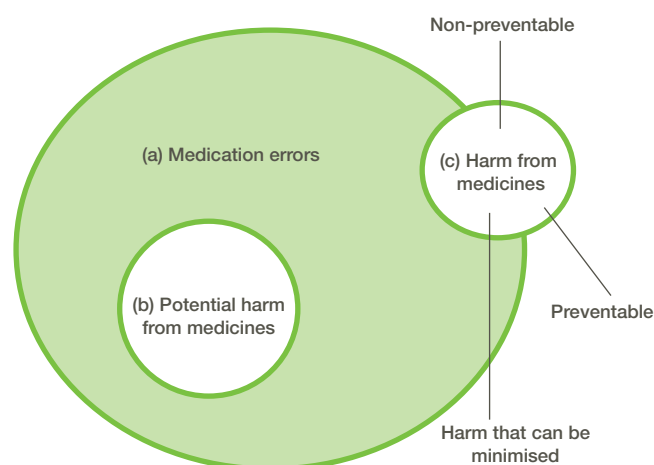 Non-preventable
(a) Medication errors
(c) Harm from
medicines
(b) Potential harm
from medicines
Preventable
Harm that can be
minimised